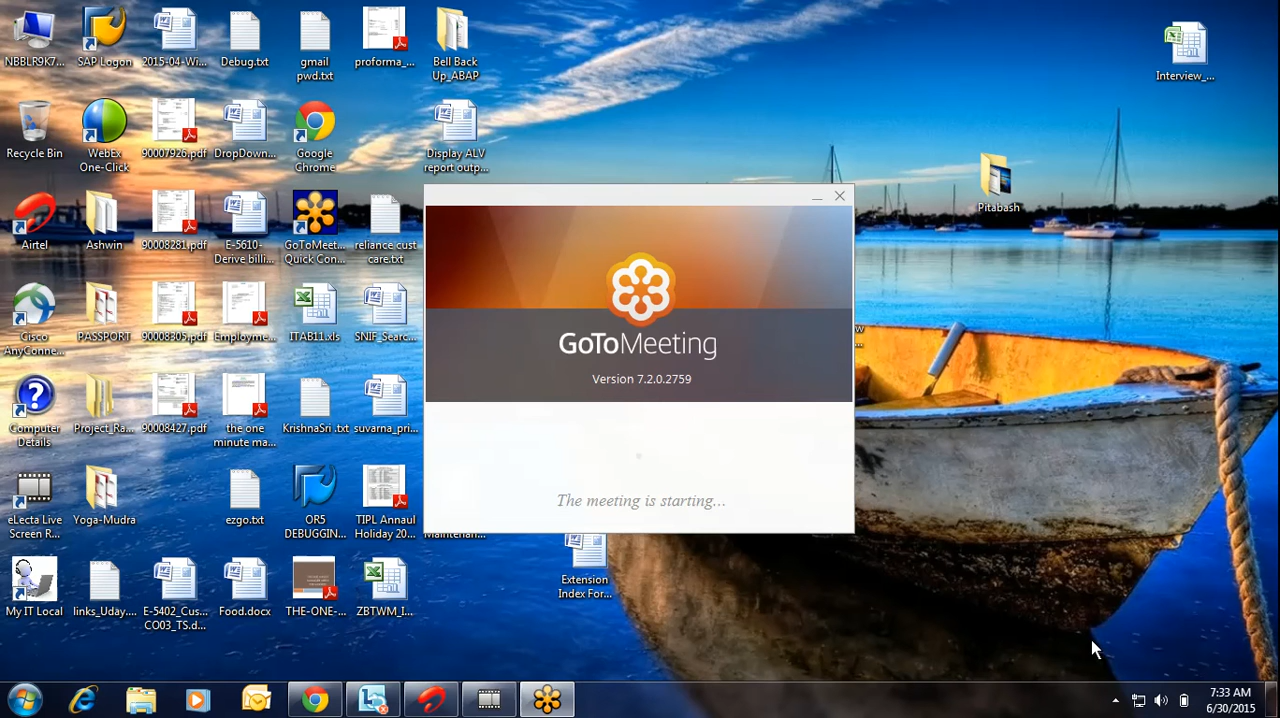 NBBLR9K7...
SAP Logon
2015-04-Wi...
Debug.txt
gmail
pwd.txt
proforma_...
Bell Back
Up_ABAP
Interview_...
Recycle Bin
WebEx
One-Click
90007926.pdf
DropDown...
Google
Chrome
Display ALV
report outp...
Pitabash
Airtel
Ashwin
90008281.pdf
E-5610-
Derive billi...
GoToMeet...
Quick Con...
reliance cust
care.txt
Cisco
AnyConne...
PASSPORT
90008305.pdf
Employme...
ITAB11.xls
SNIF_Searc...
GoToMeeting
Version 7.2.0.2759
The meeting is starting...
Computer
Details
Project_Ra...
90008427.pdf
the one
minute ma...
KrishnaSri .txt
suvarna_pri...
eLecta Live
Screen R...
Yoga-Mudra
ezgo.txt
OR5
DEBUGGIN...
TIPL Annaul
Holiday 20...
Maintenan...
Extension
Index For...
My IT Local
links_Uday....
E-5402_Cus...
CO03_TS.d...
Food.docx
THE-ONE-...
ZBTWM_I...
7:33 AM
6/30/2015